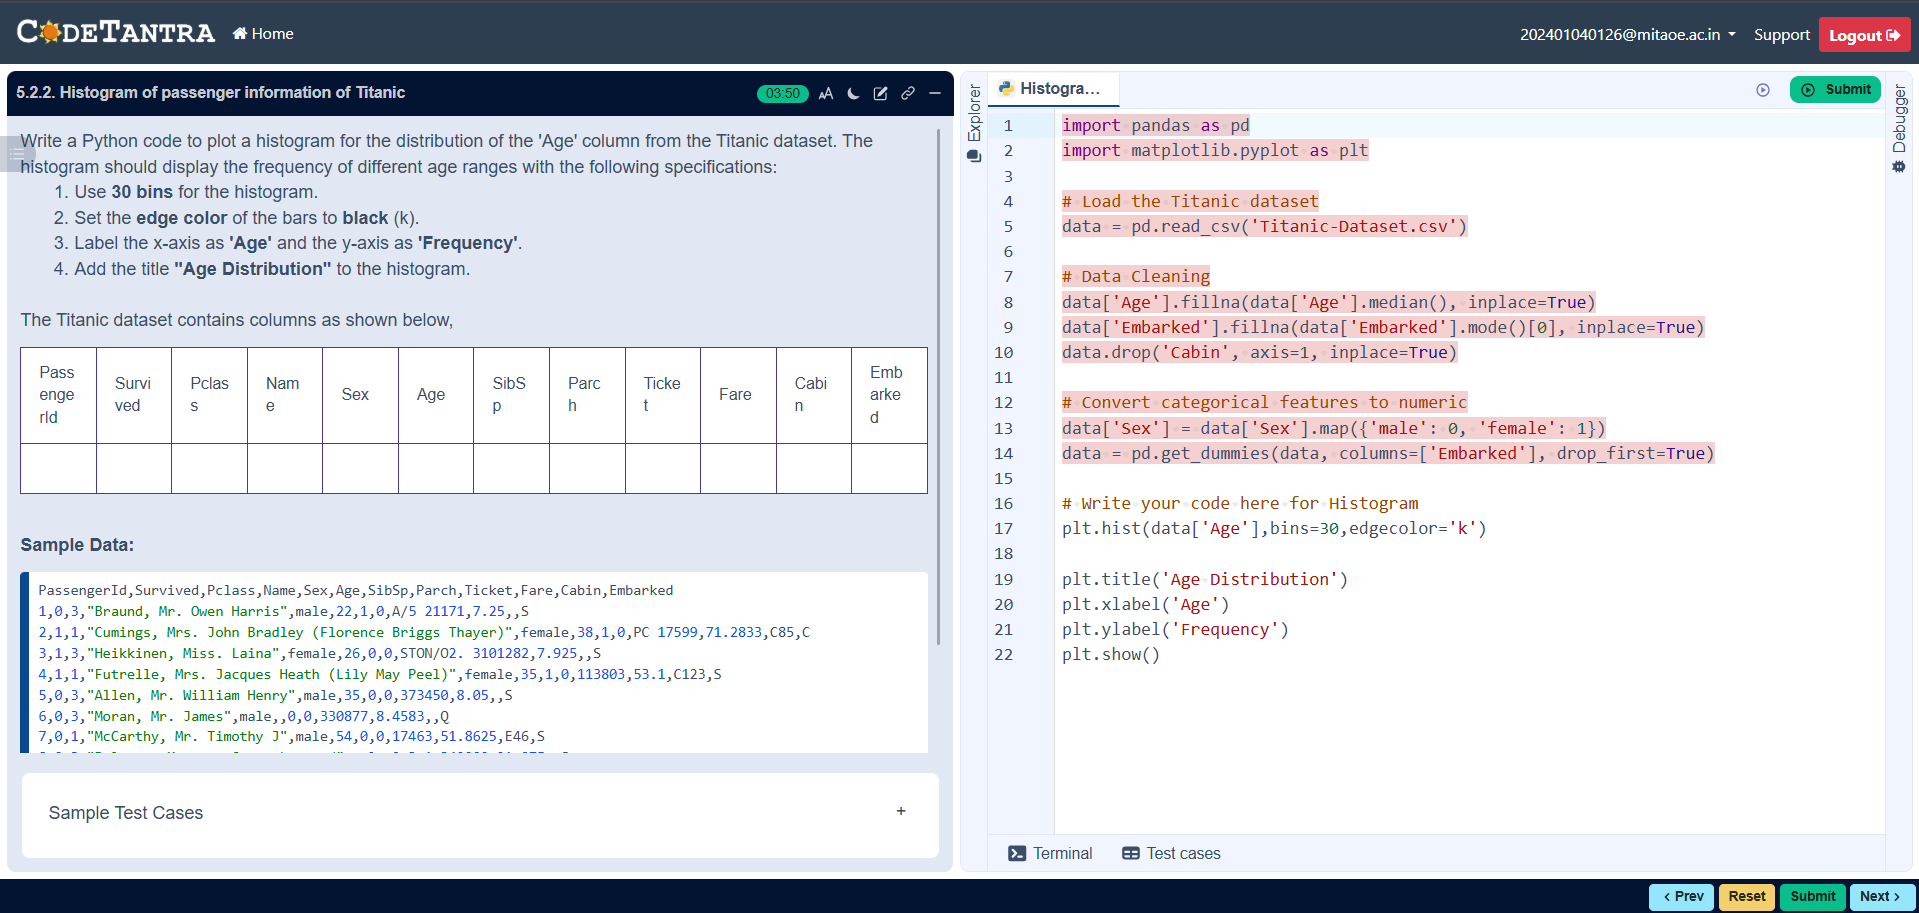 CODETANTRA
Home
202401040126@mitaoe.ac.in
Support
Logout
5.2.2. Histogram of passenger information of Titanic
03:50
Write a Python code to plot a histogram for the distribution of the 'Age' column from the Titanic dataset. The
histogram should display the frequency of different age ranges with the following specifications:
1. Use 30 bins for the histogram.
2. Set the edge color of the bars to black (k).
3. Label the x-axis as 'Age' and the y-axis as 'Frequency'.
4. Add the title "Age Distribution" to the histogram.
The Titanic dataset contains columns as shown below,
PassengerId Survived Pclass Name Sex Age SibSp Parch Ticket Fare Cabin Embarked
Sample Data:
PassengerId,Survived,Pclass,Name,Sex,Age,SibSp,Parch,Ticket,Fare,Cabin,Embarked
1,0,3,"Braund, Mr. Owen Harris",male,22,1,0,A/5 21171,7.25,,S
2,1,1,"Cumings, Mrs. John Bradley (Florence Briggs Thayer)",female,38,1,0,PC 17599,71.2833,C85,C
3,1,3,"Heikkinen, Miss. Laina",female,26,0,0,STON/O2. 3101282,7.925,,S
4,1,1,"Futrelle, Mrs. Jacques Heath (Lily May Peel)",female,35,1,0,113803,53.1,C123,S
5,0,3,"Allen, Mr. William Henry",male,35,0,0,373450,8.05,,S
6,0,3,"Moran, Mr. James",male,,0,0,330877,8.4583,,Q
7,0,1,"McCarthy, Mr. Timothy J",male,54,0,0,17463,51.8625,E46,S
Sample Test Cases
+
Explorer
Histogra...
Submit
Debugger
1 import pandas as pd
2 import matplotlib.pyplot as plt
3
4 # Load the Titanic dataset
5 data = pd.read_csv('Titanic-Dataset.csv')
6
7 # Data Cleaning
8 data['Age'].fillna(data['Age'].median(), inplace=True)
9 data['Embarked'].fillna(data['Embarked'].mode()[0], inplace=True)
10 data.drop('Cabin', axis=1, inplace=True)
11
12 # Convert categorical features to numeric
13 data['Sex'] = data['Sex'].map({'male': 0, 'female': 1})
14 data = pd.get_dummies(data, columns=['Embarked'], drop_first=True)
15
16 # Write your code here for Histogram
17 plt.hist(data['Age'],bins=30,edgecolor='k')
18
19 plt.title('Age Distribution')
20 plt.xlabel('Age')
21 plt.ylabel('Frequency')
22 plt.show()
Terminal
Test cases
< Prev
Reset
Submit
Next >